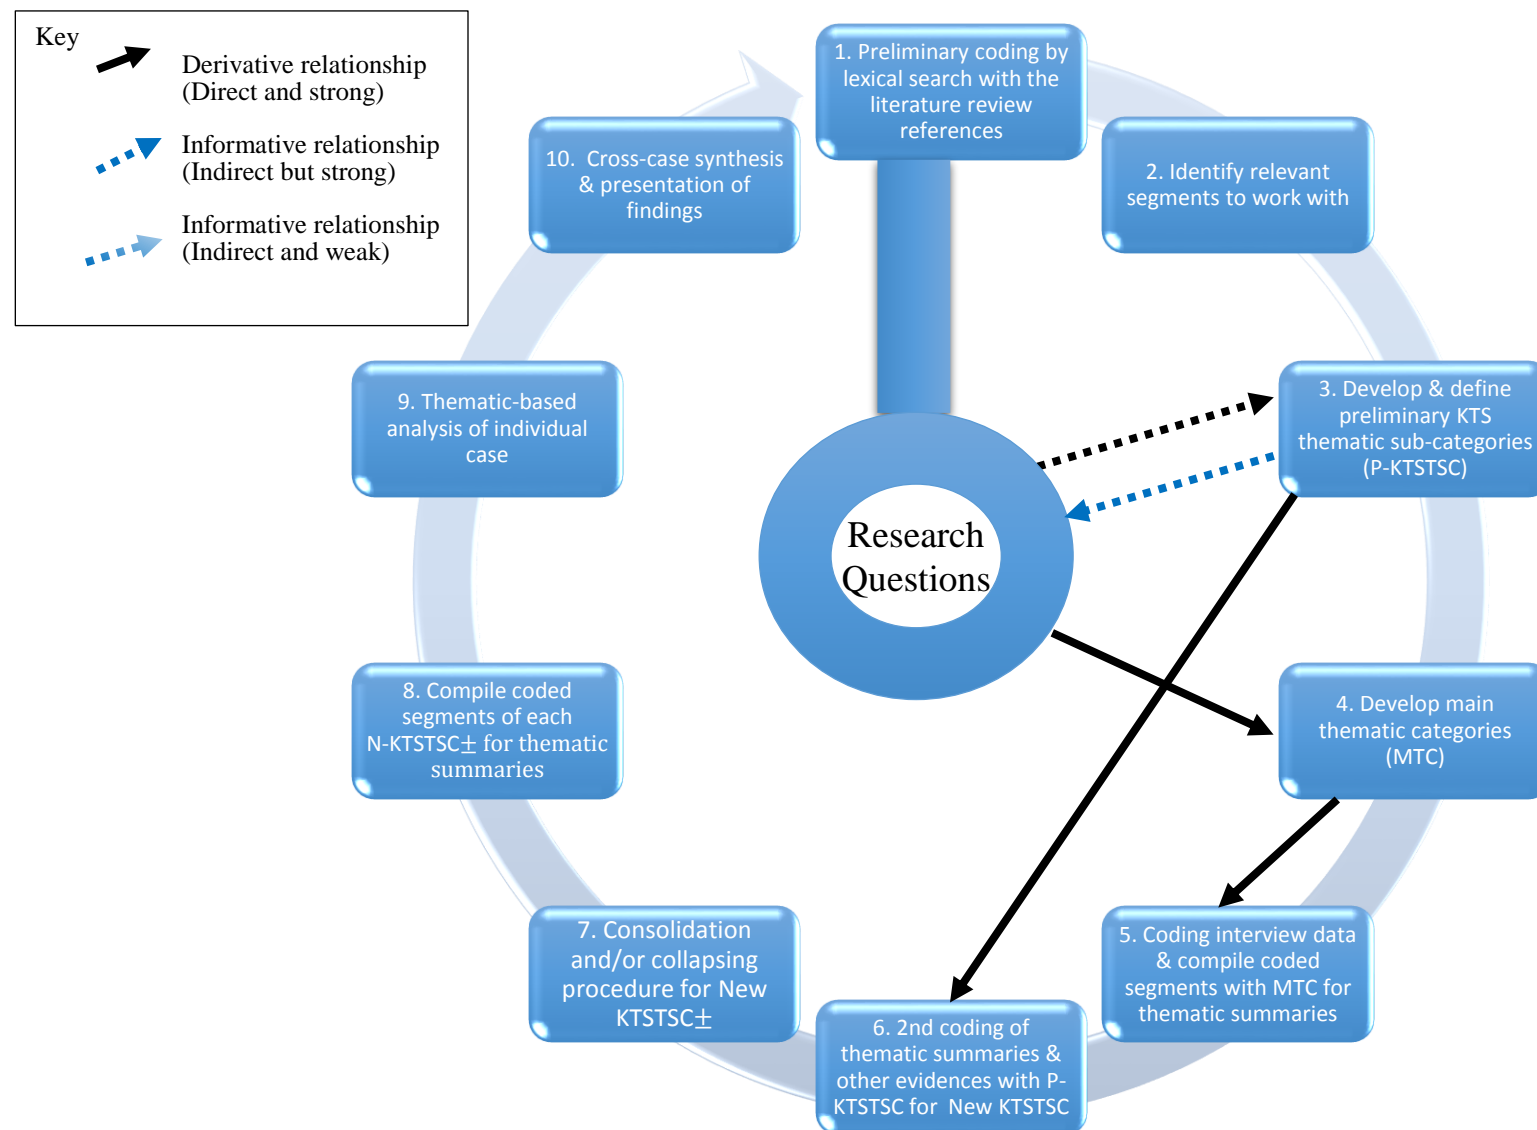 Key
Derivative relationship
(Direct and strong)
Informative relationship
(Indirect but strong)
Informative relationship
(Indirect and weak)
1. Preliminary coding by
lexical search with the
literature review
references
2. Identify relevant
segments to work with
3. Develop & define
preliminary KTS
thematic sub-categories
(P-KTSTSC)
4. Develop main
thematic categories
(MTC)
5. Coding interview data
& compile coded
segments with MTC for
thematic summaries
6. 2nd coding of
thematic summaries &
other evidences with P-
KTSTSC for New KTSTSC
7. Consolidation
and/or collapsing
procedure for New
KTSTSC±
8. Compile coded
segments of each
N-KTSTSC± for thematic
summaries
9. Thematic-based
analysis of individual
case
10. Cross-case synthesis
& presentation of
findings
Research
Questions